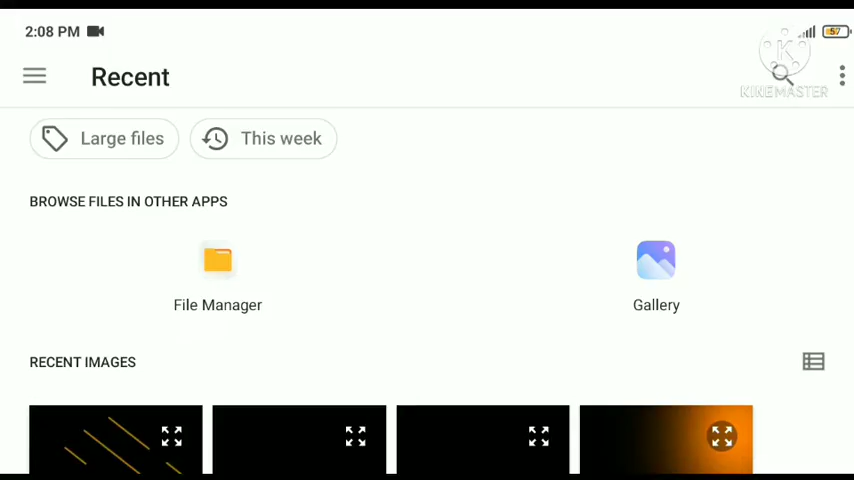 2:08 PM
57
Recent
KINEMASTER
Large files
This week
BROWSE FILES IN OTHER APPS
File Manager
Gallery
RECENT IMAGES